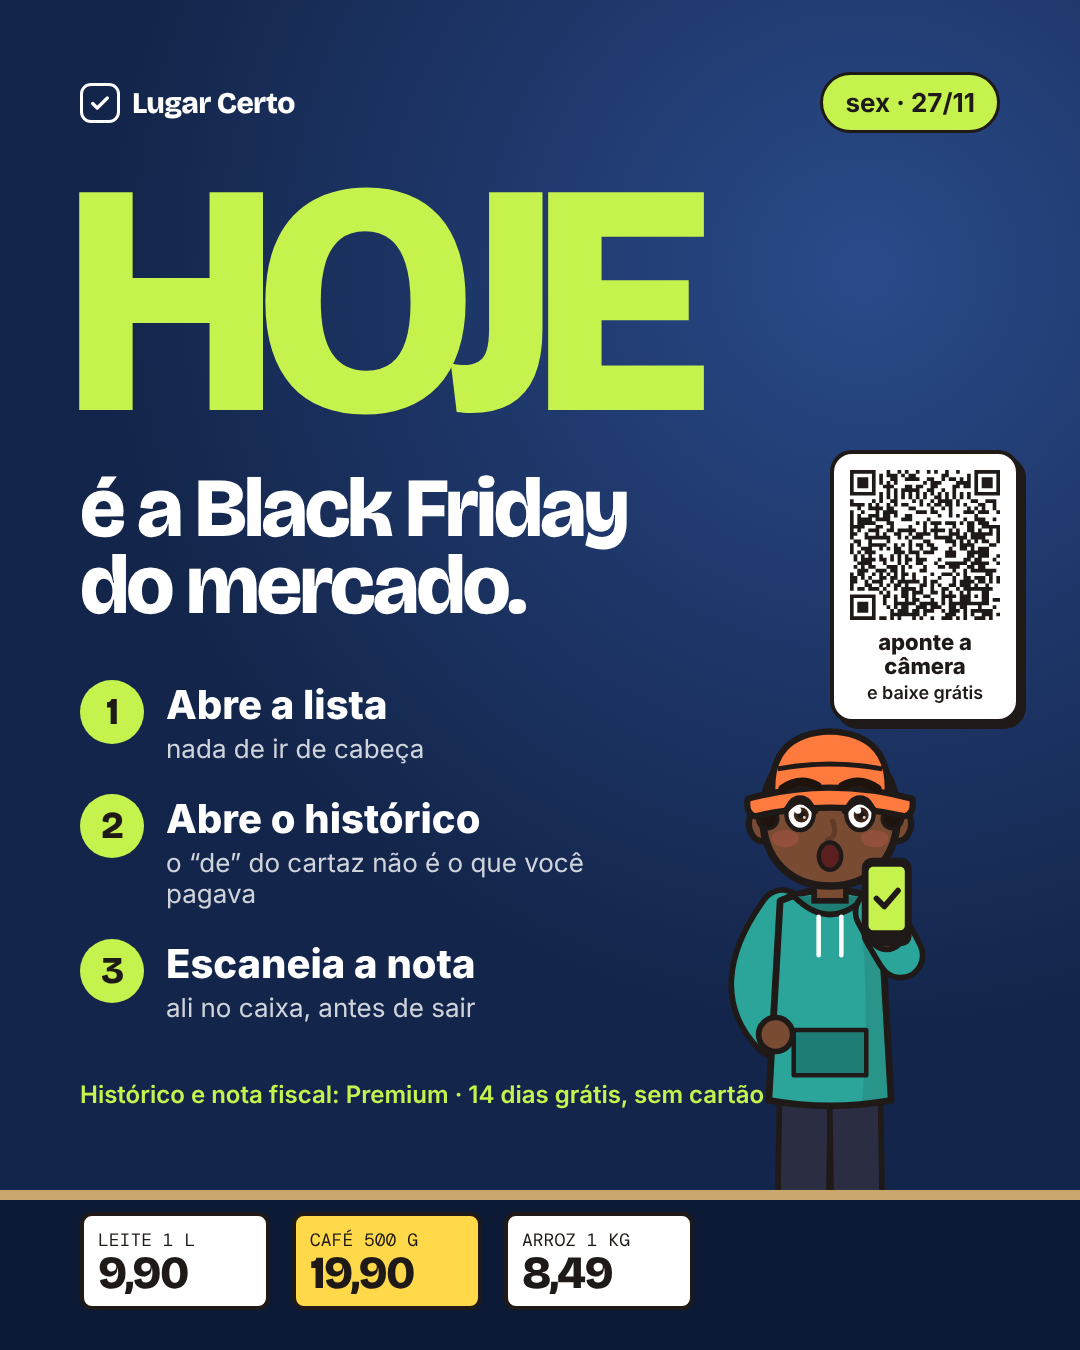 Lugar Certo
sex · 27/11
HOJE
é a Black Friday
do mercado.
aponte a
câmera
e baixe grátis
1 Abre a lista
nada de ir de cabeça
2 Abre o histórico
o “de” do cartaz não é o que você
pagava
3 Escaneia a nota
ali no caixa, antes de sair
Histórico e nota fiscal: Premium · 14 dias grátis, sem cartão
LEITE 1 L
9,90
CAFÉ 500 G
19,90
ARROZ 1 KG
8,49